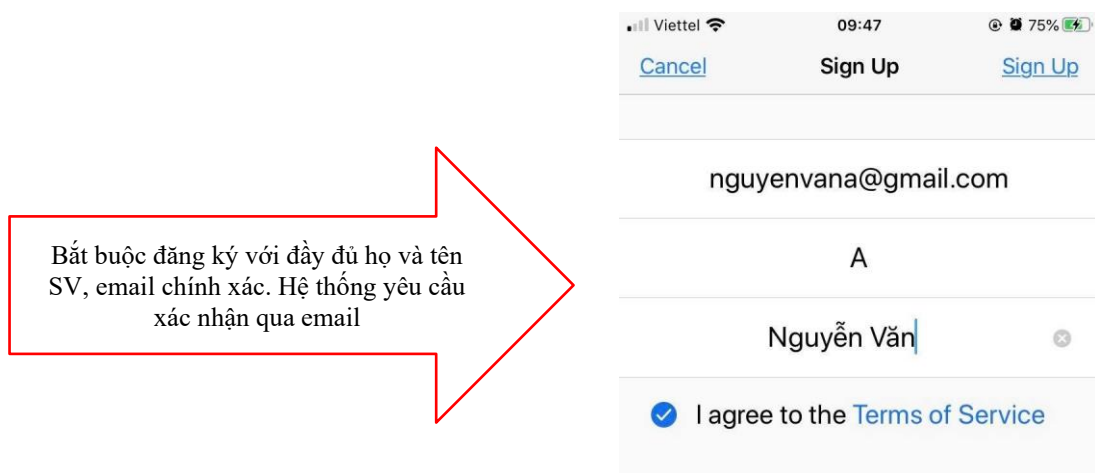 Viettel 09:47 75%
Cancel Sign Up Sign Up
nguyenvana@gmail.com
A
Nguyễn Văn
I agree to the Terms of Service
Bắt buộc đăng ký với đầy đủ họ và tên
SV, email chính xác. Hệ thống yêu cầu
xác nhận qua email